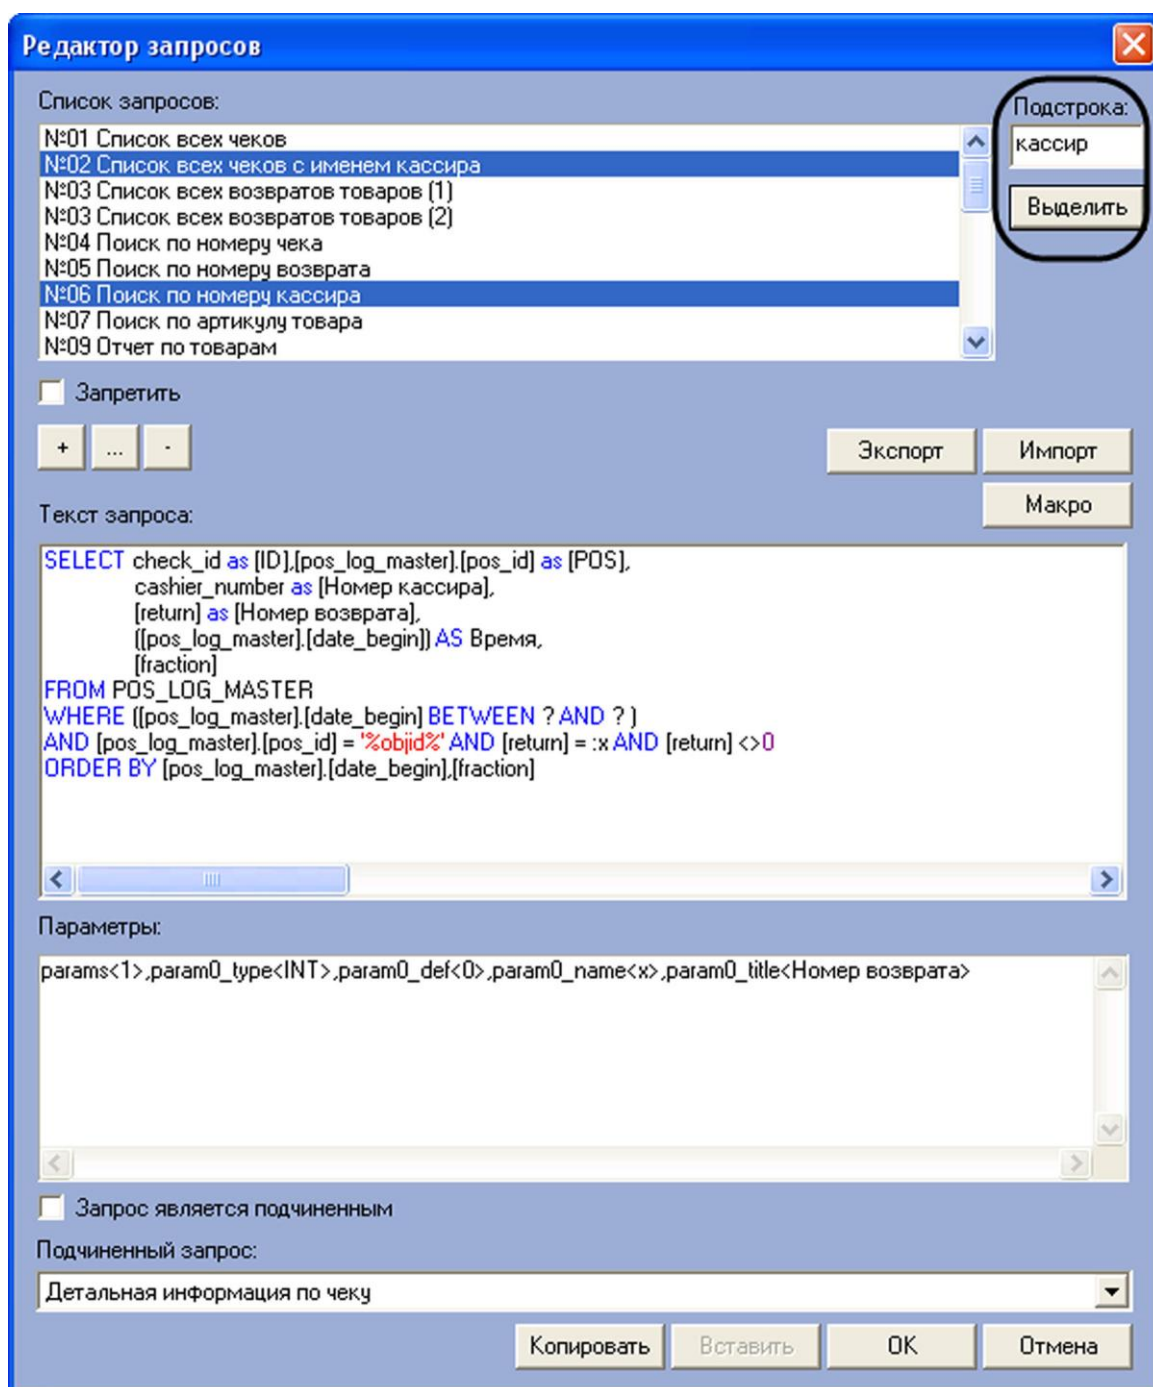 Редактор запросов
Список запросов:
Подстрока:
№01 Список всех чеков
кассир
№02 Список всех чеков с именем кассира
№03 Список всех возвратов товаров (1)
Выделить
№03 Список всех возвратов товаров (2)
№04 Поиск по номеру чека
№05 Поиск по номеру возврата
№06 Поиск по номеру кассира
№07 Поиск по артикулу товара
№09 Отчет по товарам
Запретить
+ ... -
Экспорт Импорт
Макро
Текст запроса:
SELECT check_id as [ID],[pos_log_master].[pos_id] as [POS],
cashier_number as [Номер кассира],
[return] as [Номер возврата],
([pos_log_master].[date_begin]) AS Время,
[fraction]
FROM POS_LOG_MASTER
WHERE ([pos_log_master].[date_begin] BETWEEN ? AND ? )
AND [pos_log_master].[pos_id] = '%objid%' AND [return] = :x AND [return] <>0
ORDER BY [pos_log_master].[date_begin],[fraction]
Параметры:
params<1>,param0_type<INT>,param0_def<0>,param0_name<x>,param0_title<Номер возврата>
Запрос является подчиненным
Подчиненный запрос:
Детальная информация по чеку
Копировать Вставить OK Отмена